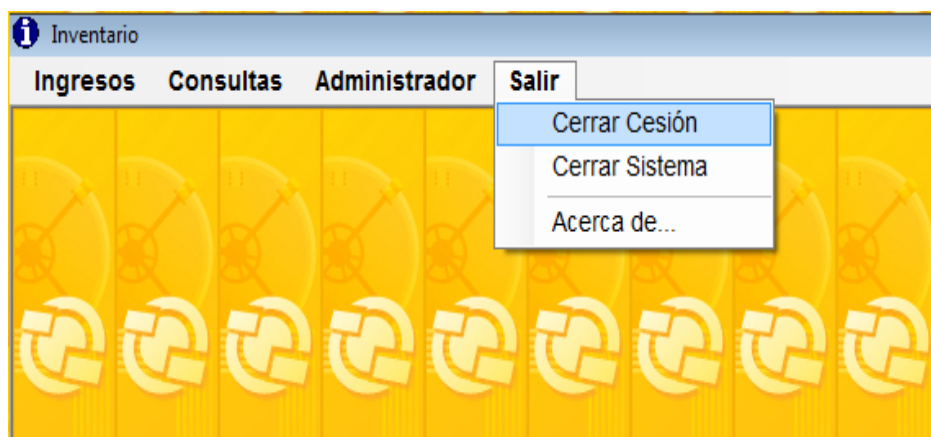 Inventario
Ingresos Consultas Administrador Salir
Cerrar Cesión
Cerrar Sistema
Acerca de...